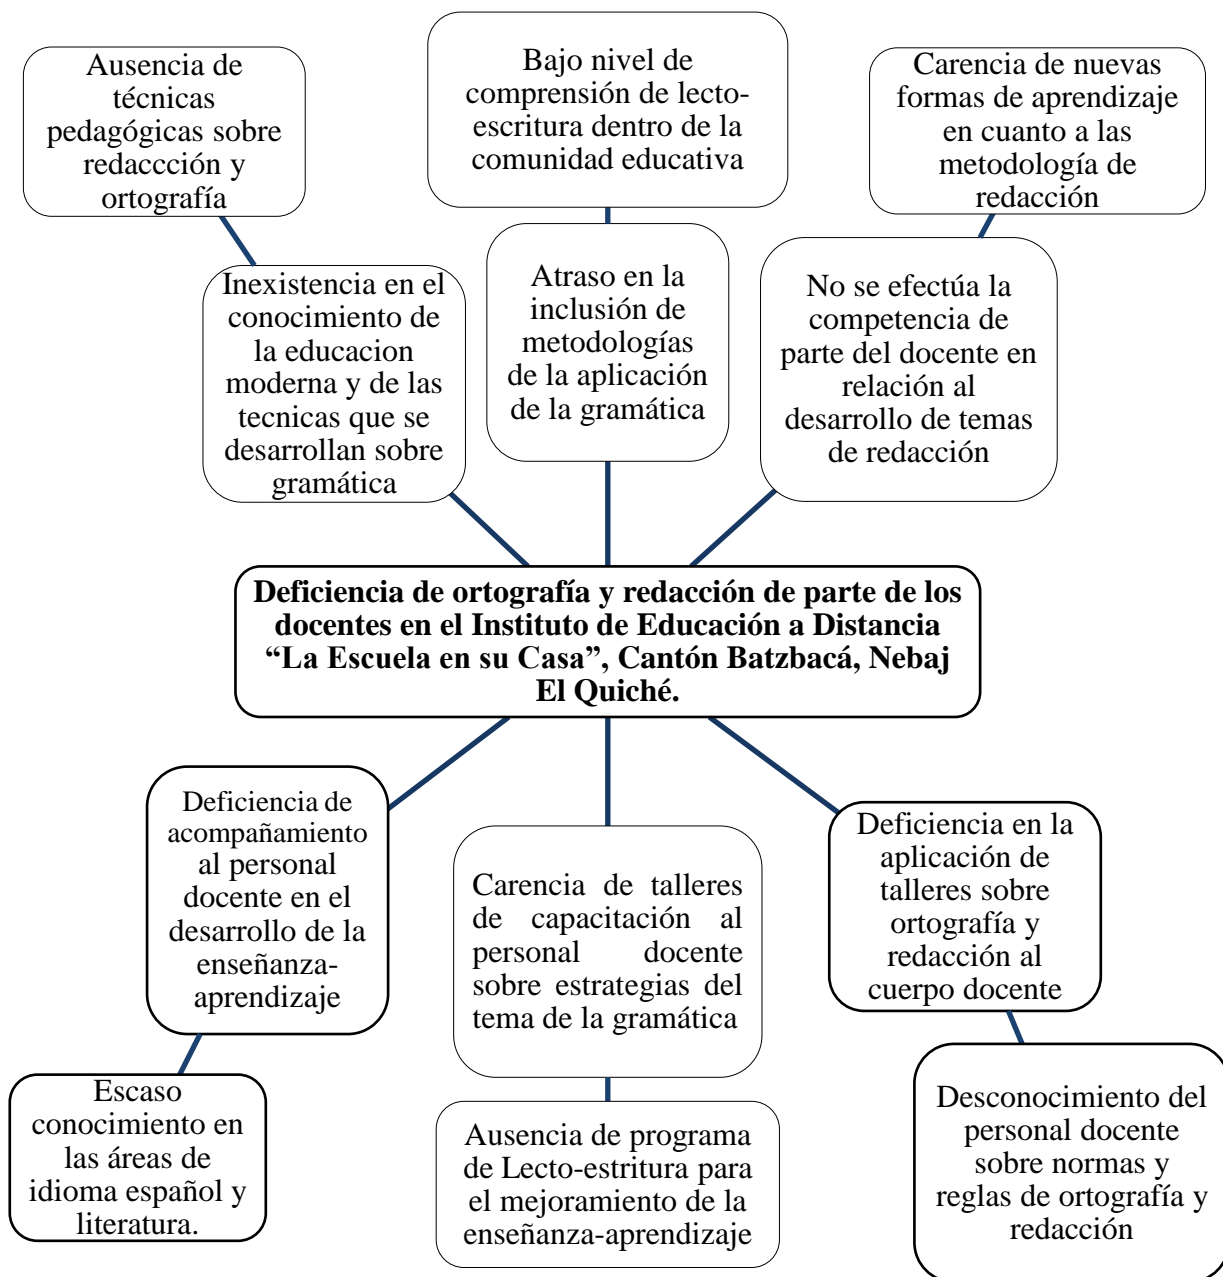 Ausencia de
técnicas
pedagógicas sobre
redaccción y
ortografía
Bajo nivel de
comprensión de lecto-
escritura dentro de la
comunidad educativa
Carencia de nuevas
formas de aprendizaje
en cuanto a las
metodología de
redacción
Inexistencia en el
conocimiento de
la educacion
moderna y de las
tecnicas que se
desarrollan sobre
gramática
Atraso en la
inclusión de
metodologías
de la aplicación
de la gramática
No se efectúa la
competencia de
parte del docente en
relación al
desarrollo de temas
de redacción
Deficiencia de ortografía y redacción de parte de los
docentes en el Instituto de Educación a Distancia
“La Escuela en su Casa”, Cantón Batzbacá, Nebaj
El Quiché.
Deficiencia de
acompañamiento
al personal
docente en el
desarrollo de la
enseñanza-
aprendizaje
Carencia de talleres
de capacitación al
personal docente
sobre estrategias del
tema de la gramática
Deficiencia en la
aplicación de
talleres sobre
ortografía y
redacción al
cuerpo docente
Escaso
conocimiento en
las áreas de
idioma español y
literatura.
Ausencia de programa
de Lecto-estritura para
el mejoramiento de la
enseñanza-aprendizaje
Desconocimiento del
personal docente
sobre normas y
reglas de ortografía y
redacción